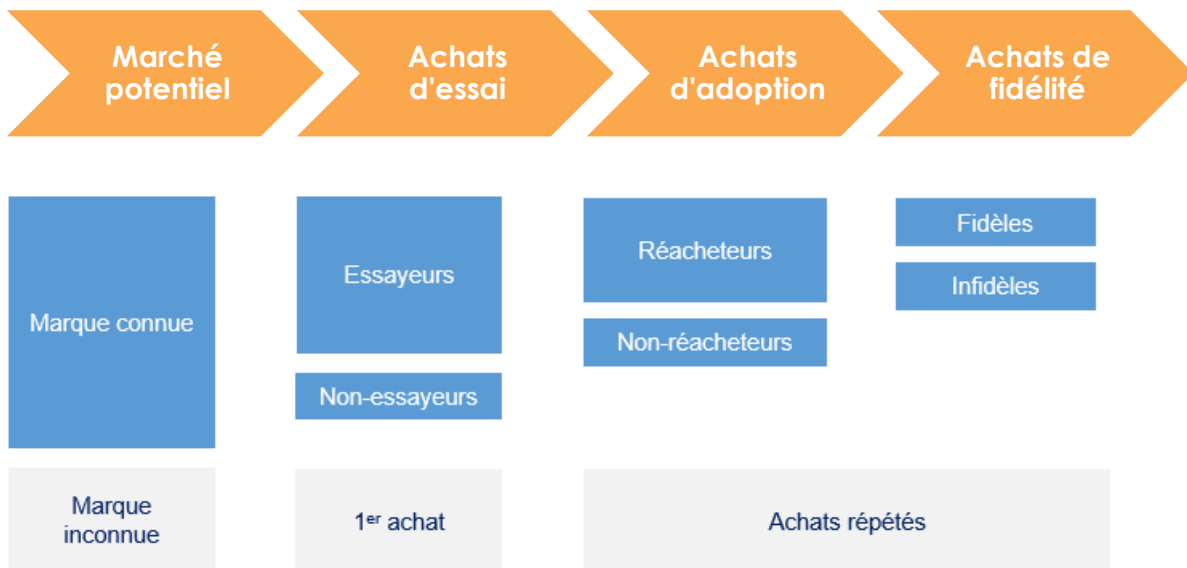 Marché
potentiel
Achats
d'essai
Achats
d'adoption
Achats de
fidélité
Marque connue
Essayeurs
Non-essayeurs
Réacheteurs
Non-réacheteurs
Fidèles
Infidèles
Marque
inconnue
1er achat
Achats répétés